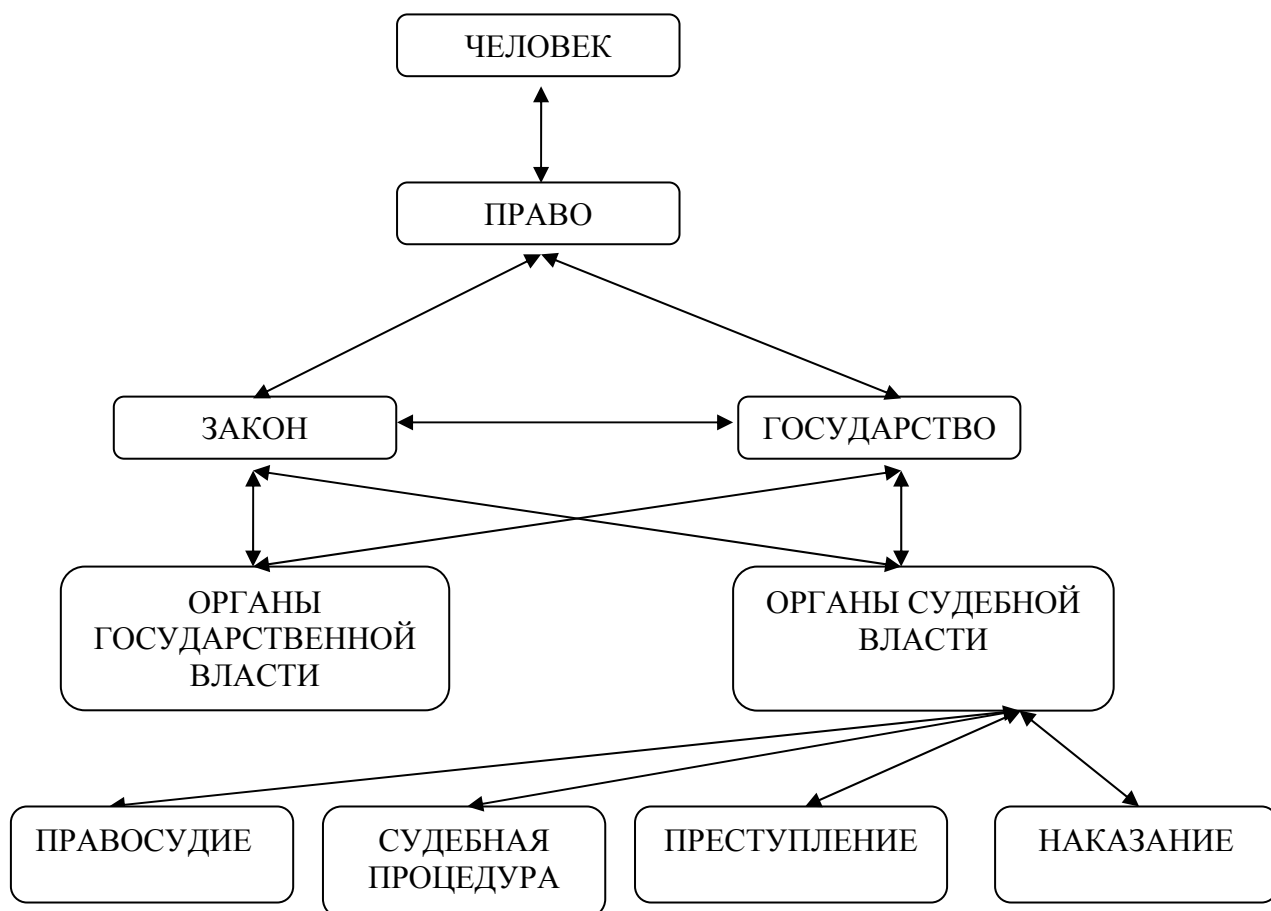 ЧЕЛОВЕК
ПРАВО
ЗАКОН
ГОСУДАРСТВО
ОРГАНЫ
ГОСУДАРСТВЕННОЙ
ВЛАСТИ
ОРГАНЫ СУДЕБНОЙ
ВЛАСТИ
ПРАВОСУДИЕ
СУДЕБНАЯ
ПРОЦЕДУРА
ПРЕСТУПЛЕНИЕ
НАКАЗАНИЕ